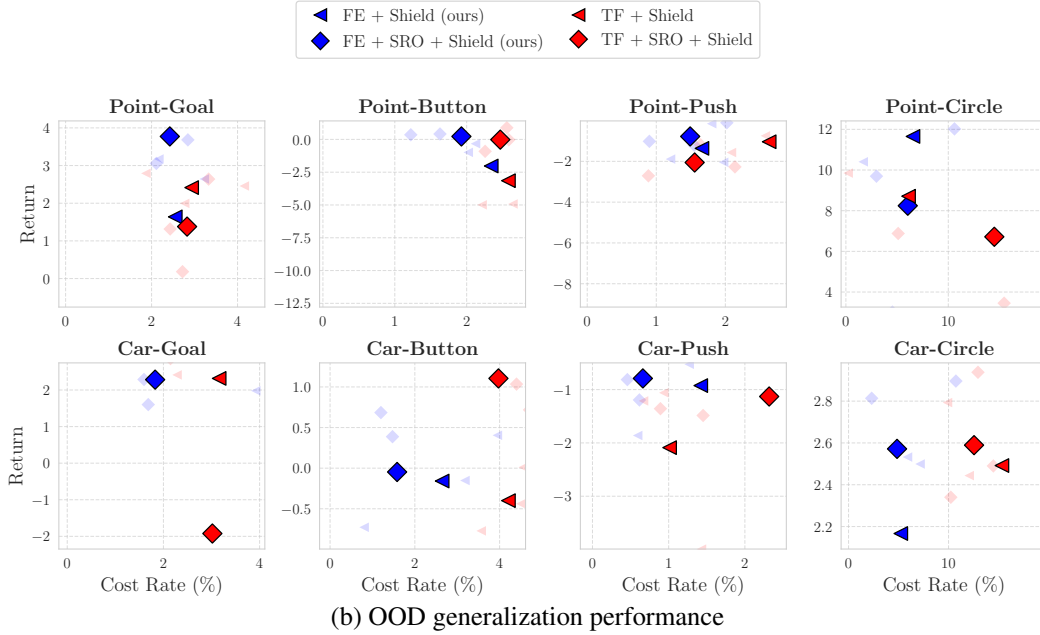 FE + Shield (ours) TF + Shield
FE + SRO + Shield (ours) TF + SRO + Shield
Point-Goal Point-Button Point-Push Point-Circle
Return
4
3
2
1
0
0 2 4
0.0
−2.5
−5.0
−7.5
−10.0
−12.5
0 1 2
−2
−4
−6
−8
0 1 2
12
10
8
6
4
0 10
Car-Goal Car-Button Car-Push Car-Circle
Return
2
1
0
−1
−2
0 2 4
1.0
0.5
0.0
−0.5
0 2 4
−1
−2
−3
0 1 2
2.8
2.6
2.4
2.2
0 10
Cost Rate (%) Cost Rate (%) Cost Rate (%) Cost Rate (%)
(b) OOD generalization performance